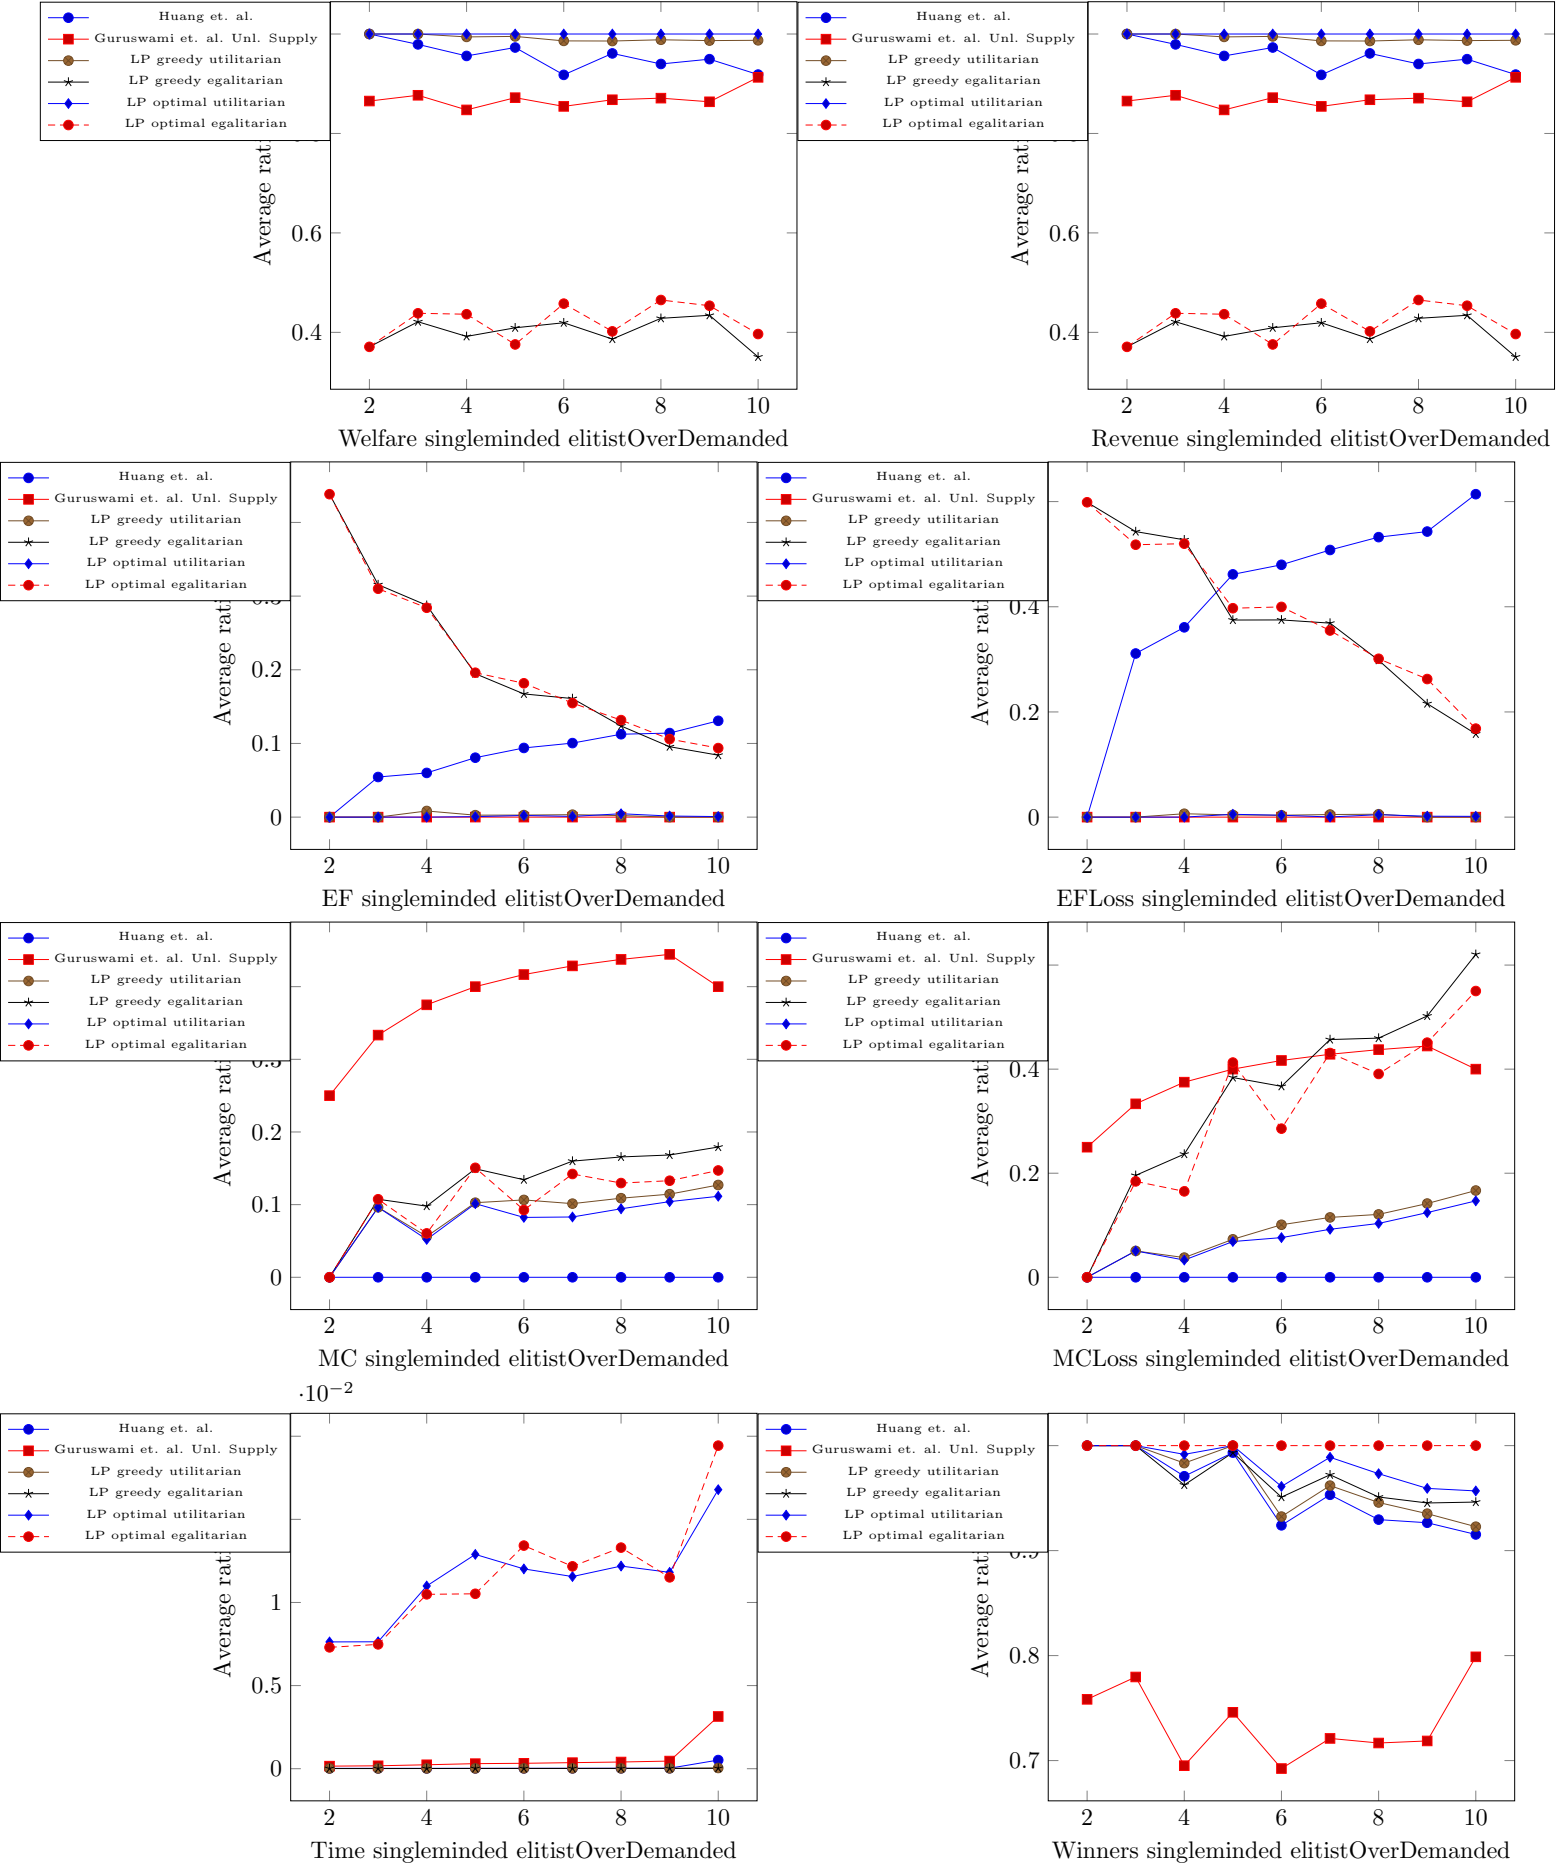 Huang et. al.
Guruswami et. al. Unl. Supply
LP greedy utilitarian
LP greedy egalitarian
LP optimal utilitarian
LP optimal egalitarian
Average rati
0.6
0.4
2 4 6 8 10
Welfare singleminded elitistOverDemanded
Huang et. al.
Guruswami et. al. Unl. Supply
LP greedy utilitarian
LP greedy egalitarian
LP optimal utilitarian
LP optimal egalitarian
Average rati
0.6
0.4
2 4 6 8 10
Revenue singleminded elitistOverDemanded
Huang et. al.
Guruswami et. al. Unl. Supply
LP greedy utilitarian
LP greedy egalitarian
LP optimal utilitarian
LP optimal egalitarian
Average rati
0.2
0.1
0
2 4 6 8 10
EF singleminded elitistOverDemanded
Huang et. al.
Guruswami et. al. Unl. Supply
LP greedy utilitarian
LP greedy egalitarian
LP optimal utilitarian
LP optimal egalitarian
Average rati
0.4
0.2
0
2 4 6 8 10
EFLoss singleminded elitistOverDemanded
Huang et. al.
Guruswami et. al. Unl. Supply
LP greedy utilitarian
LP greedy egalitarian
LP optimal utilitarian
LP optimal egalitarian
Average rati
0.2
0.1
0
2 4 6 8 10
MC singleminded elitistOverDemanded
Huang et. al.
Guruswami et. al. Unl. Supply
LP greedy utilitarian
LP greedy egalitarian
LP optimal utilitarian
LP optimal egalitarian
Average rati
0.4
0.2
0
2 4 6 8 10
MCLoss singleminded elitistOverDemanded
·10⁻²
Huang et. al.
Guruswami et. al. Unl. Supply
LP greedy utilitarian
LP greedy egalitarian
LP optimal utilitarian
LP optimal egalitarian
Average rati
1
0.5
0
2 4 6 8 10
Time singleminded elitistOverDemanded
Huang et. al.
Guruswami et. al. Unl. Supply
LP greedy utilitarian
LP greedy egalitarian
LP optimal utilitarian
LP optimal egalitarian
Average rati
0.8
0.7
2 4 6 8 10
Winners singleminded elitistOverDemanded